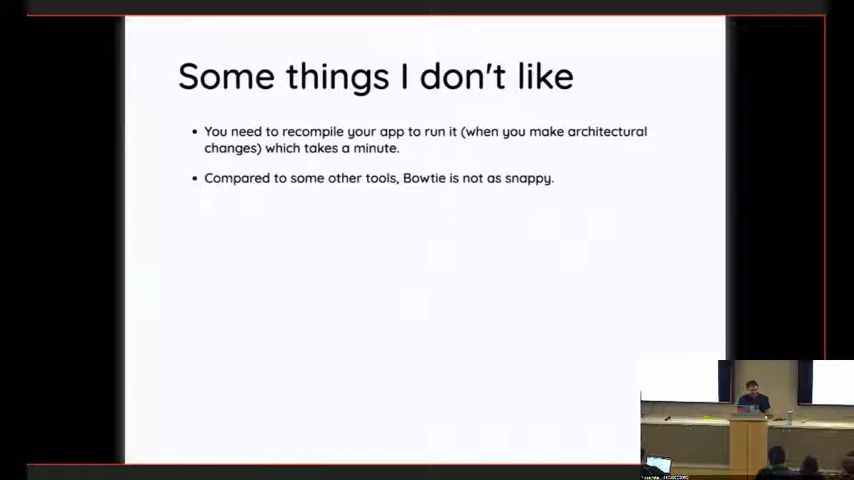 Some things I don't like
• You need to recompile your app to run it (when you make architectural
changes) which takes a minute.
• Compared to some other tools, Bowtie is not as snappy.